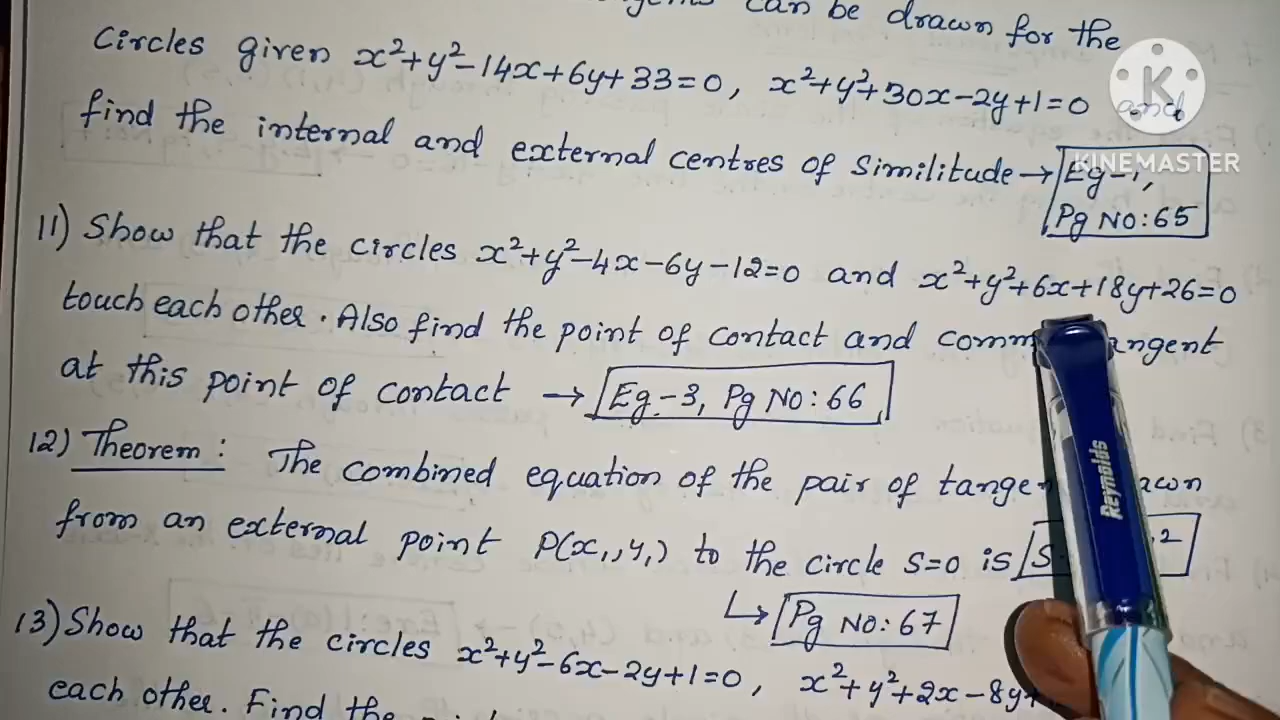 can be drawn for the
circles given x²+y²-14x+6y+33=0, x²+y²+30x-2y+1=0 and
find the internal and external centres of similitude → Eg-1,
Pg No:65
KINEMASTER
11) Show that the circles x²+y²-4x-6y-12=0 and x²+y²+6x+18y+26=0
touch each other. Also find the point of contact and tangent
at this point of contact → Eg-3, Pg No:66
12) Theorem: The combined equation of the pair of
from an external point P(x₁,y₁) to the circle S=0 is
↳ Pg No:67
13) Show that the circles x²+y²-6x-2y+1=0, x²+y²+2x-8y+
each other. Find the
Reynolds